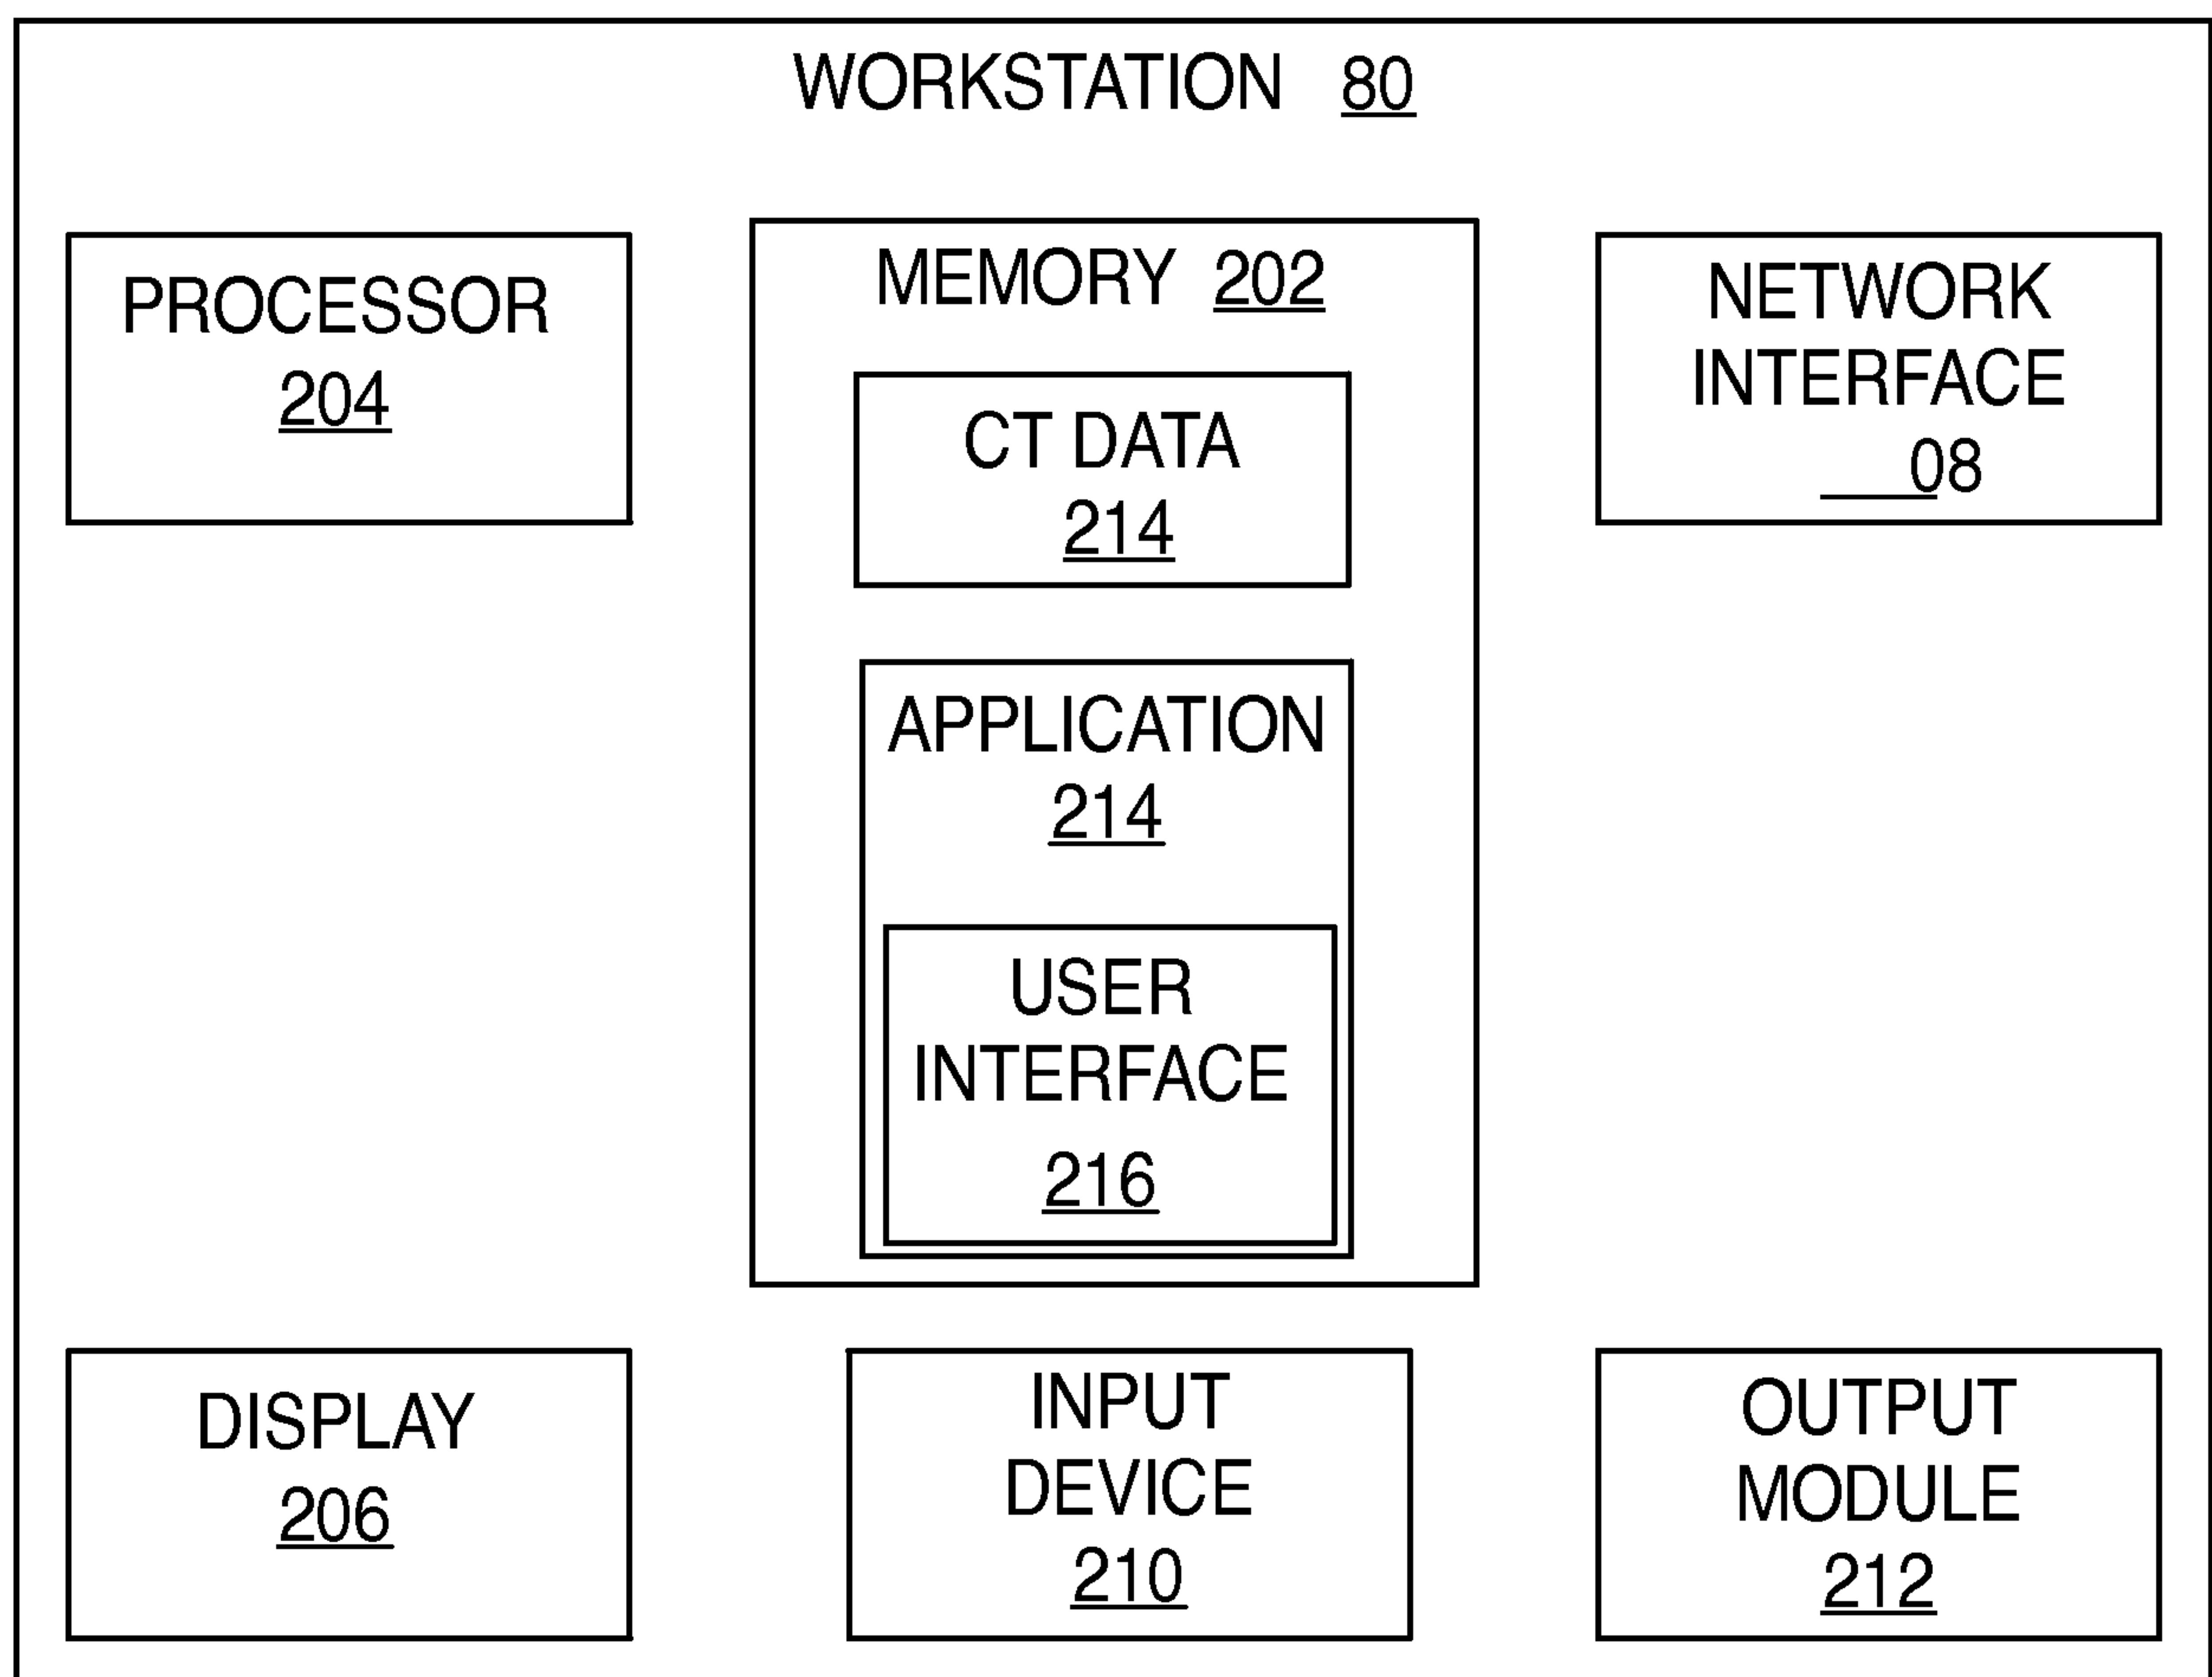 WORKSTATION 80
PROCESSOR
204
MEMORY 202
CT DATA
214
APPLICATION
214
USER
INTERFACE
216
NETWORK
INTERFACE
08
DISPLAY
206
INPUT
DEVICE
210
OUTPUT
MODULE
212